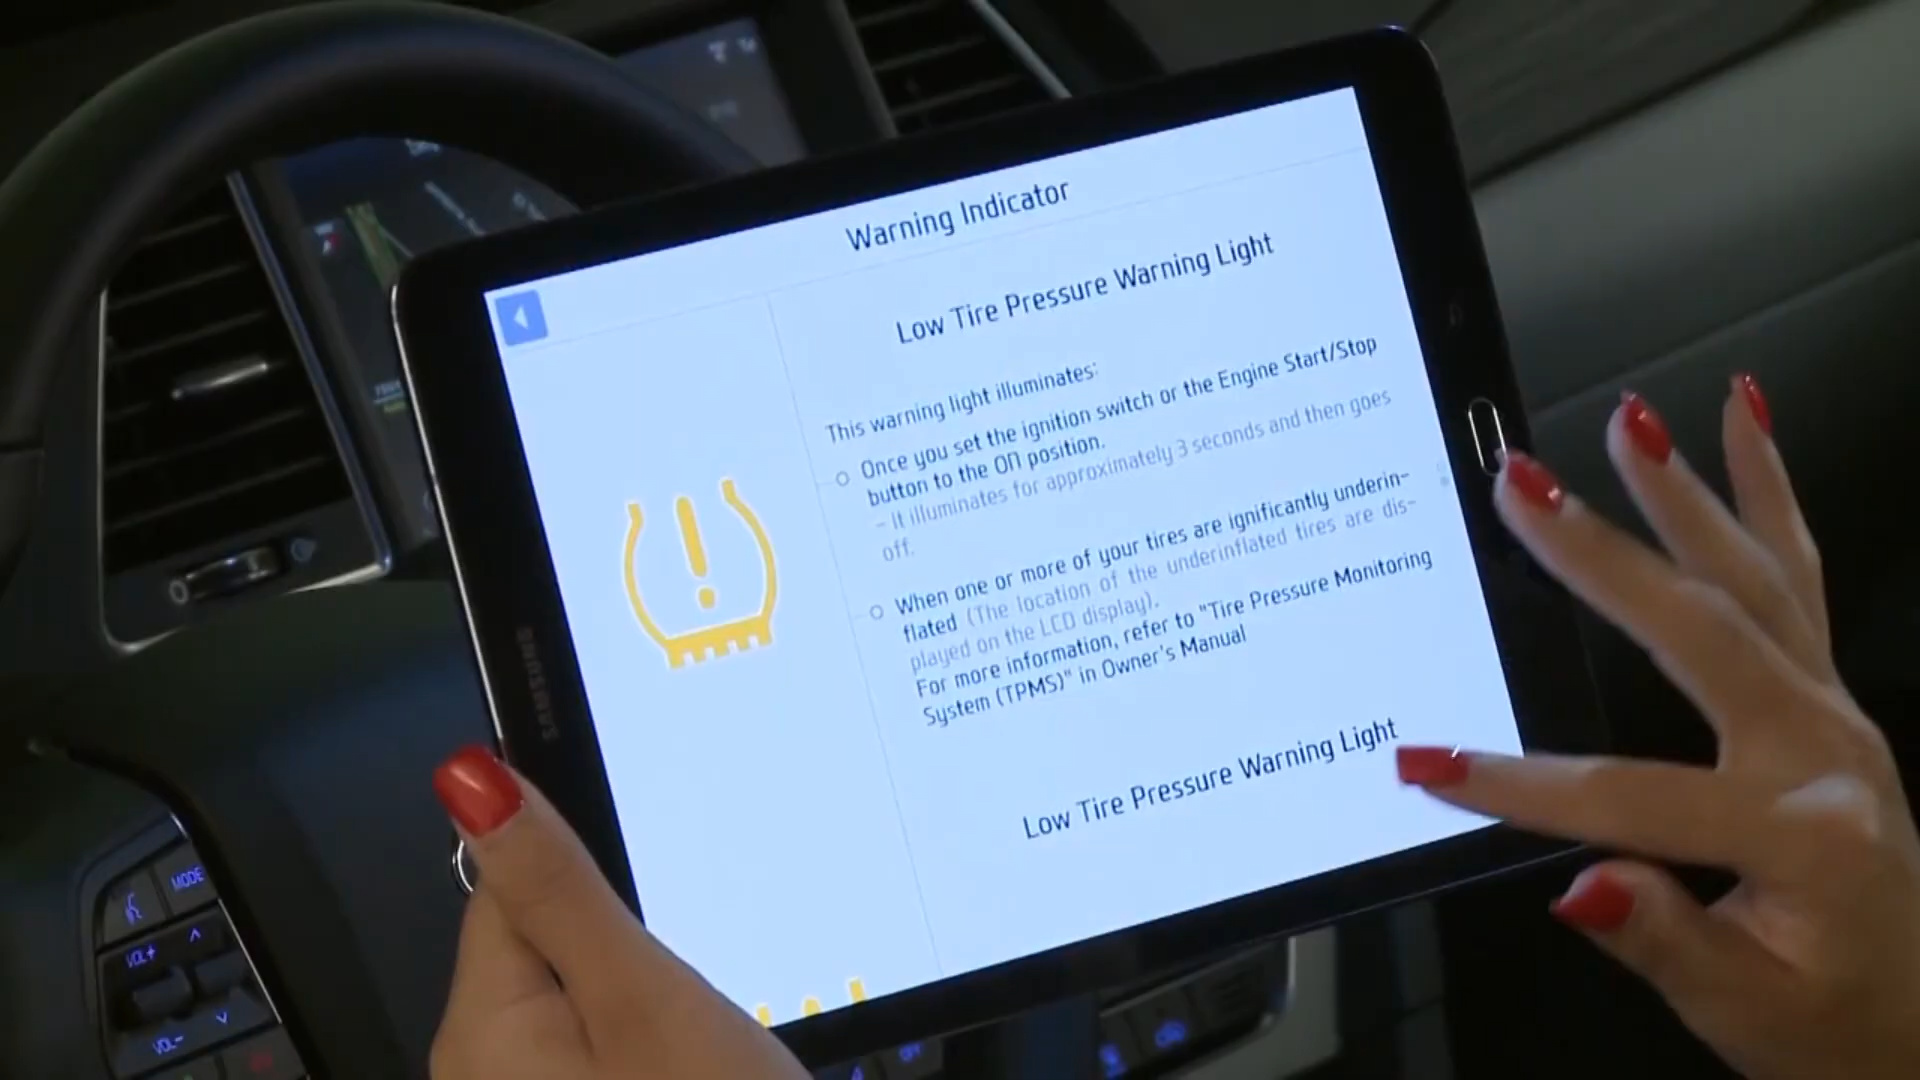 Warning Indicator
Low Tire Pressure Warning Light
This warning light illuminates:
Once you set the ignition switch or the Engine Start/Stop
button to the ON position.
- It illuminates for approximately 3 seconds and then goes
off.
When one or more of your tires are ignificantly underin-
flated (The location of the underinflated tires are dis-
played on the LCD display).
For more information, refer to "Tire Pressure Monitoring
System (TPMS)" in Owner's Manual
Low Tire Pressure Warning Light
SAMSUNG
MODE
VOL+
VOL-
OFF